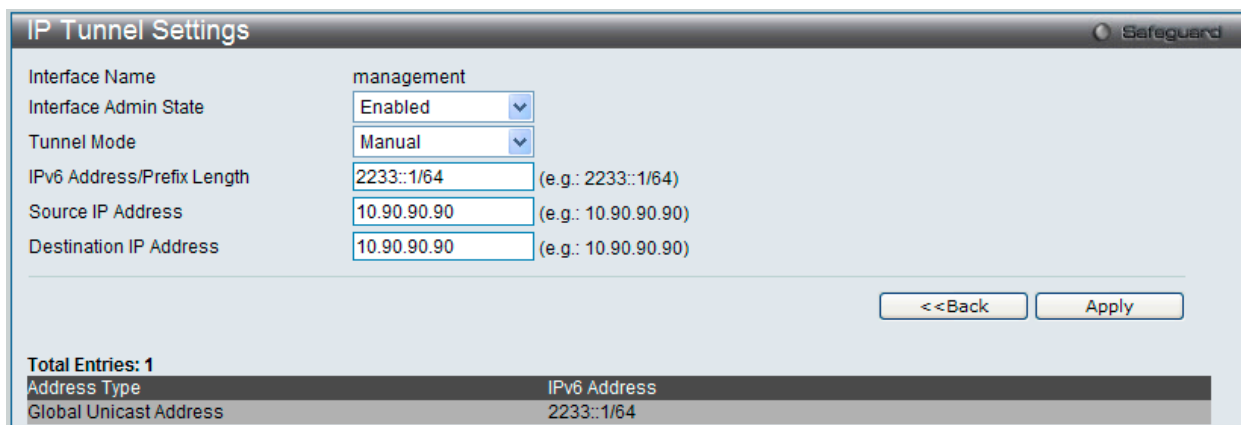 IP Tunnel Settings Safeguard
Interface Name management
Interface Admin State Enabled
Tunnel Mode Manual
IPv6 Address/Prefix Length 2233::1/64 (e.g.: 2233::1/64)
Source IP Address 10.90.90.90 (e.g.: 10.90.90.90)
Destination IP Address 10.90.90.90 (e.g.: 10.90.90.90)
<<Back Apply
Total Entries: 1
Address Type IPv6 Address
Global Unicast Address 2233::1/64